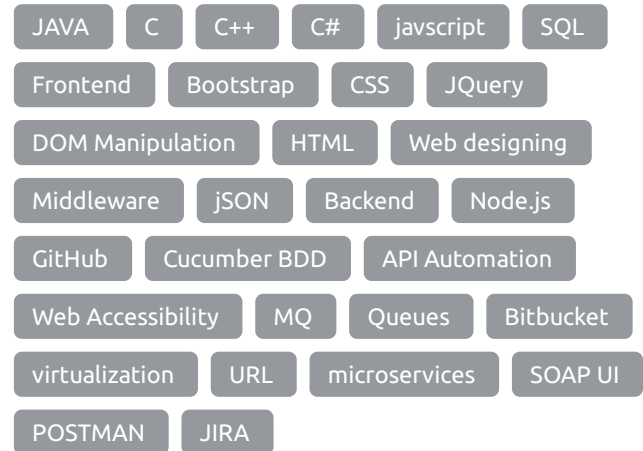 JAVA C C++ C# javscript SQL
Frontend Bootstrap CSS JQuery
DOM Manipulation HTML Web designing
Middleware jSON Backend Node.js
GitHub Cucumber BDD API Automation
Web Accessibility MQ Queues Bitbucket
virtualization URL microservices SOAP UI
POSTMAN JIRA